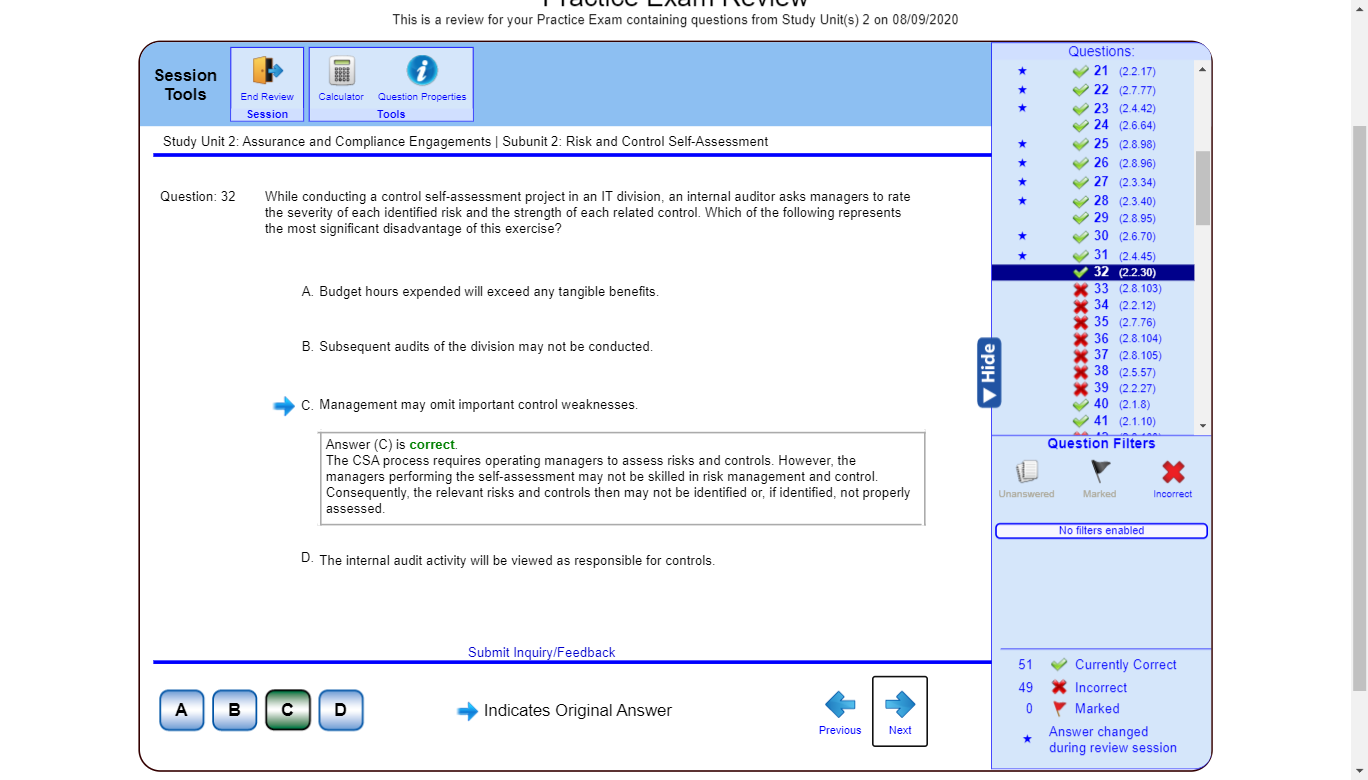 Practice Exam Review
This is a review for your Practice Exam containing questions from Study Unit(s) 2 on 08/09/2020
Session
Tools
End Review
Session
Calculator
Question Properties
Tools
Study Unit 2: Assurance and Compliance Engagements | Subunit 2: Risk and Control Self-Assessment
Question: 32
While conducting a control self-assessment project in an IT division, an internal auditor asks managers to rate
the severity of each identified risk and the strength of each related control. Which of the following represents
the most significant disadvantage of this exercise?
A. Budget hours expended will exceed any tangible benefits.
B. Subsequent audits of the division may not be conducted.
C. Management may omit important control weaknesses.
Answer (C) is correct.
The CSA process requires operating managers to assess risks and controls. However, the
managers performing the self-assessment may not be skilled in risk management and control.
Consequently, the relevant risks and controls then may not be identified or, if identified, not properly
assessed.
D. The internal audit activity will be viewed as responsible for controls.
Submit Inquiry/Feedback
A
B
C
D
Indicates Original Answer
Previous
Next
Questions:
21 (2.2.17)
22 (2.7.77)
23 (2.4.42)
24 (2.6.64)
25 (2.8.98)
26 (2.8.96)
27 (2.3.34)
28 (2.3.40)
29 (2.8.95)
30 (2.6.70)
31 (2.4.45)
32 (2.2.30)
33 (2.8.103)
34 (2.2.12)
35 (2.7.76)
36 (2.8.104)
37 (2.8.105)
38 (2.5.57)
39 (2.2.27)
40 (2.1.8)
41 (2.1.10)
Hide
Question Filters
Unanswered
Marked
Incorrect
No filters enabled
51 Currently Correct
49 Incorrect
0 Marked
Answer changed
during review session